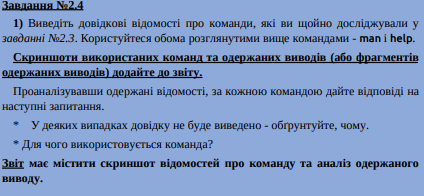 Завдання №2.4
1) Виведіть довідкові відомості про команди, які ви щойно досліджували у
завданні №2.3. Користуйтеся обома розглянутими вище командами - man і help.
Скриншоти використаних команд та одержаних виводів (або фрагментів
одержаних виводів) додайте до звіту.
Проаналізувавши одержані відомості, за кожною командою дайте відповіді на
наступні запитання.
* У деяких випадках довідку не буде виведено - обґрунтуйте, чому.
* Для чого використовується команда?
Звіт має містити скриншот відомостей про команду та аналіз одержаного
виводу.